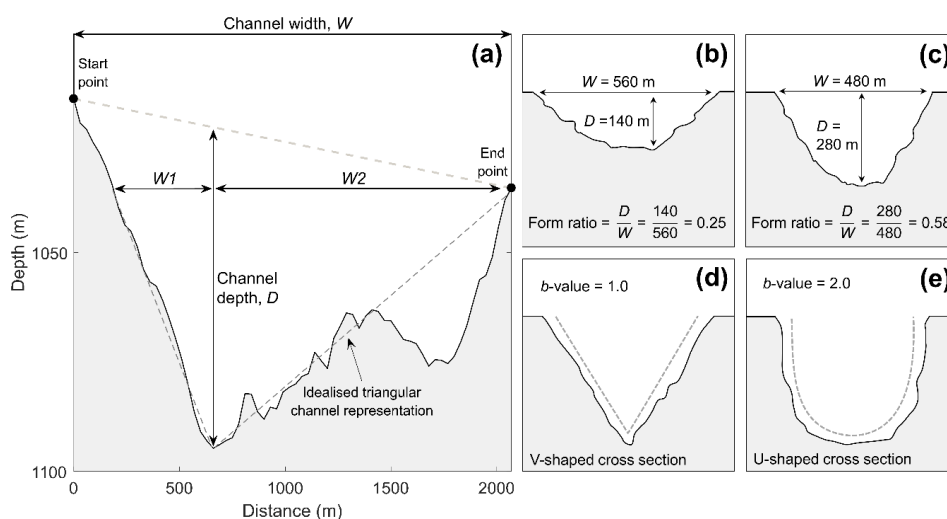 Channel width, W
(a)
Start
point
End
point
W1
W2
Channel
depth, D
Idealised triangular
channel representation
Depth (m)
1050
1100
0
500
1000
1500
2000
Distance (m)
(b)
W = 560 m
D =140 m
Form ratio = D/W = 140/560 = 0.25
(c)
W = 480 m
D =
280 m
Form ratio = D/W = 280/480 = 0.58
(d)
b-value = 1.0
V-shaped cross section
(e)
b-value = 2.0
U-shaped cross section